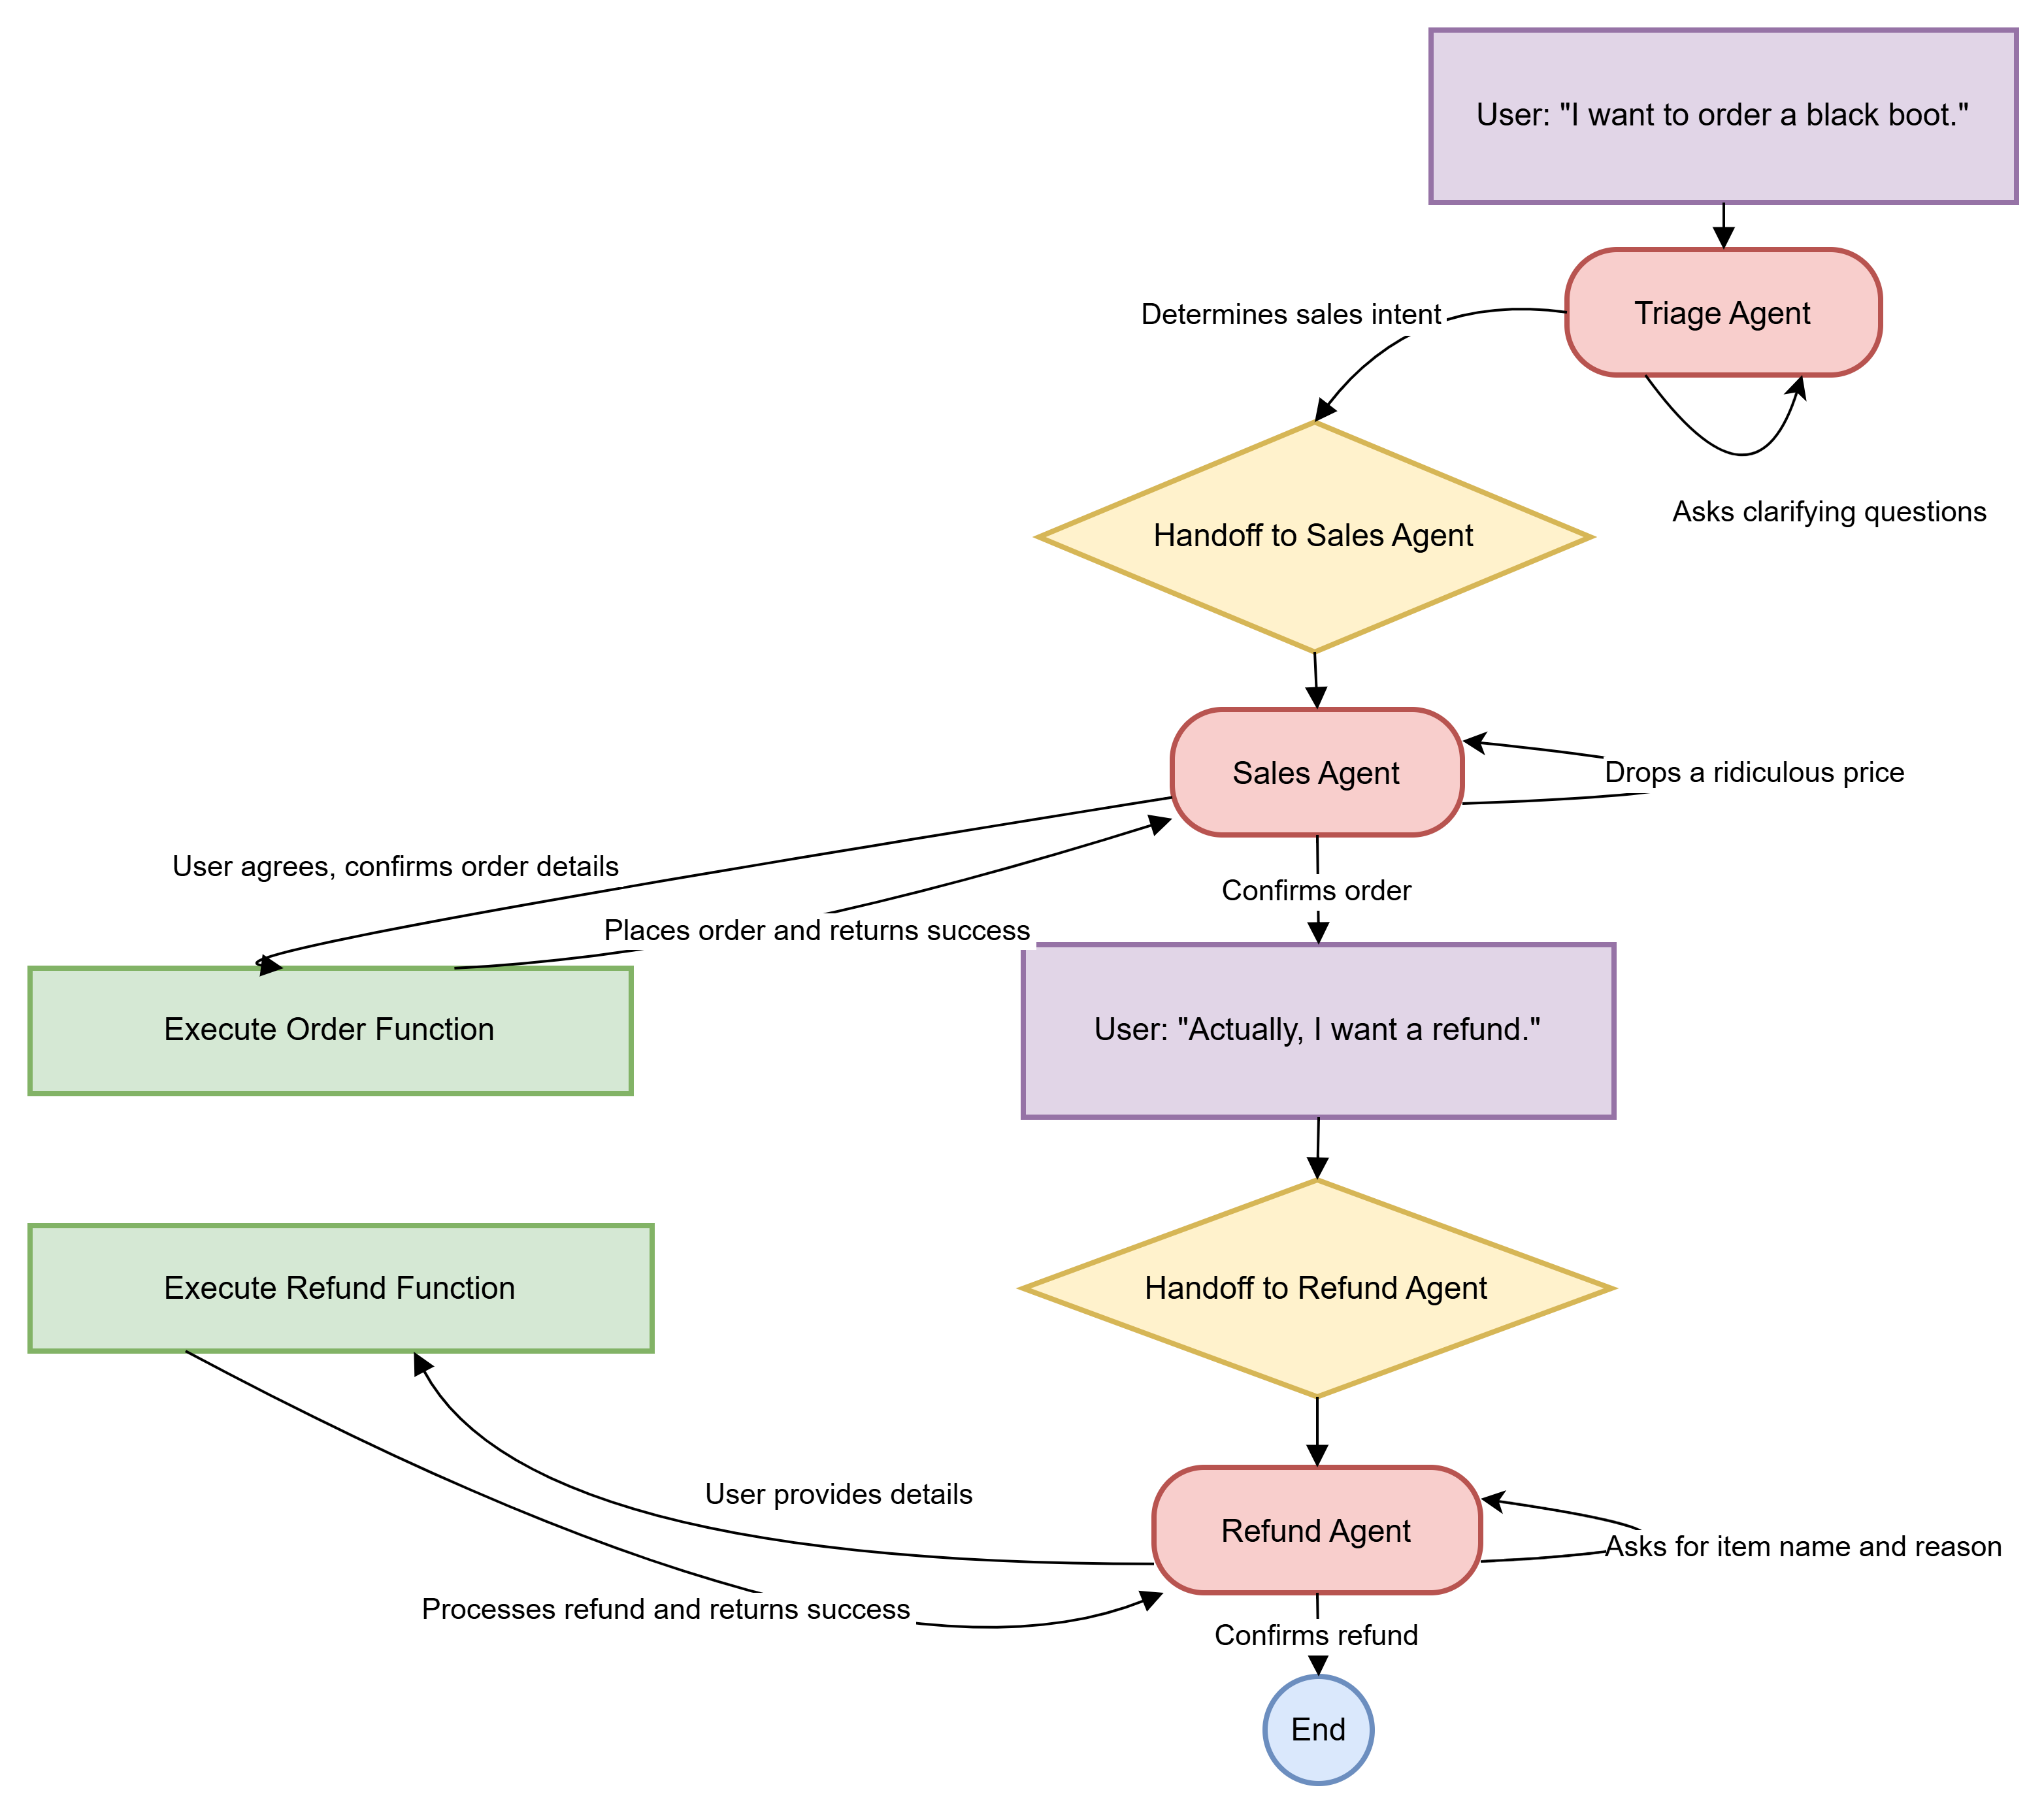 User: "I want to order a black boot."
Triage Agent
Determines sales intent
Asks clarifying questions
Handoff to Sales Agent
Sales Agent
Drops a ridiculous price
User agrees, confirms order details
Confirms order
Places order and returns success
Execute Order Function
User: "Actually, I want a refund."
Execute Refund Function
Handoff to Refund Agent
User provides details
Refund Agent
Asks for item name and reason
Processes refund and returns success
Confirms refund
End